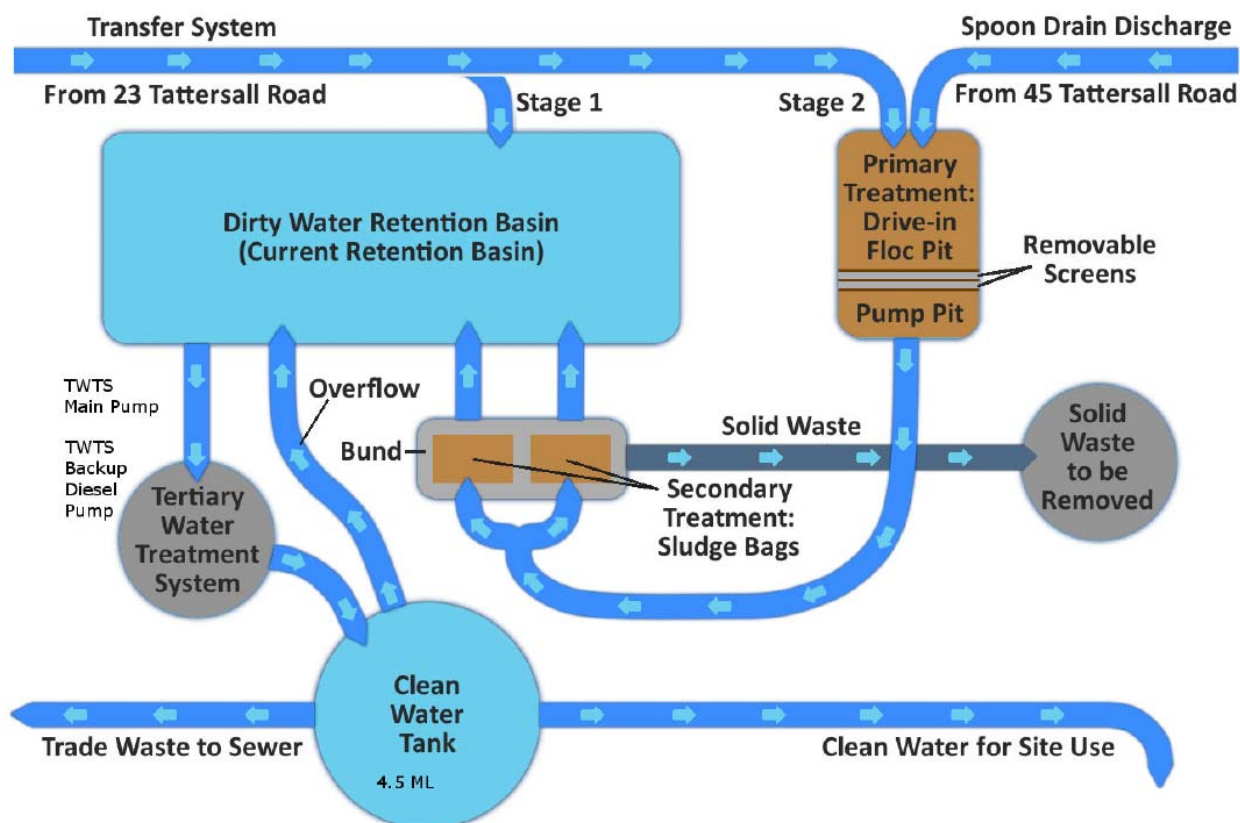 Transfer System
Spoon Drain Discharge
From 23 Tattersall Road
Stage 1
Stage 2
From 45 Tattersall Road
Primary
Treatment:
Drive-in
Floc Pit
Dirty Water Retention Basin
(Current Retention Basin)
Removable
Screens
Pump Pit
TWTS
Main Pump
Overflow
TWTS
Backup
Diesel
Pump
Bund
Solid Waste
Solid
Waste
to be
Removed
Tertiary
Water
Treatment
System
Secondary
Treatment:
Sludge Bags
Clean
Water
Tank
4.5 ML
Trade Waste to Sewer
Clean Water for Site Use